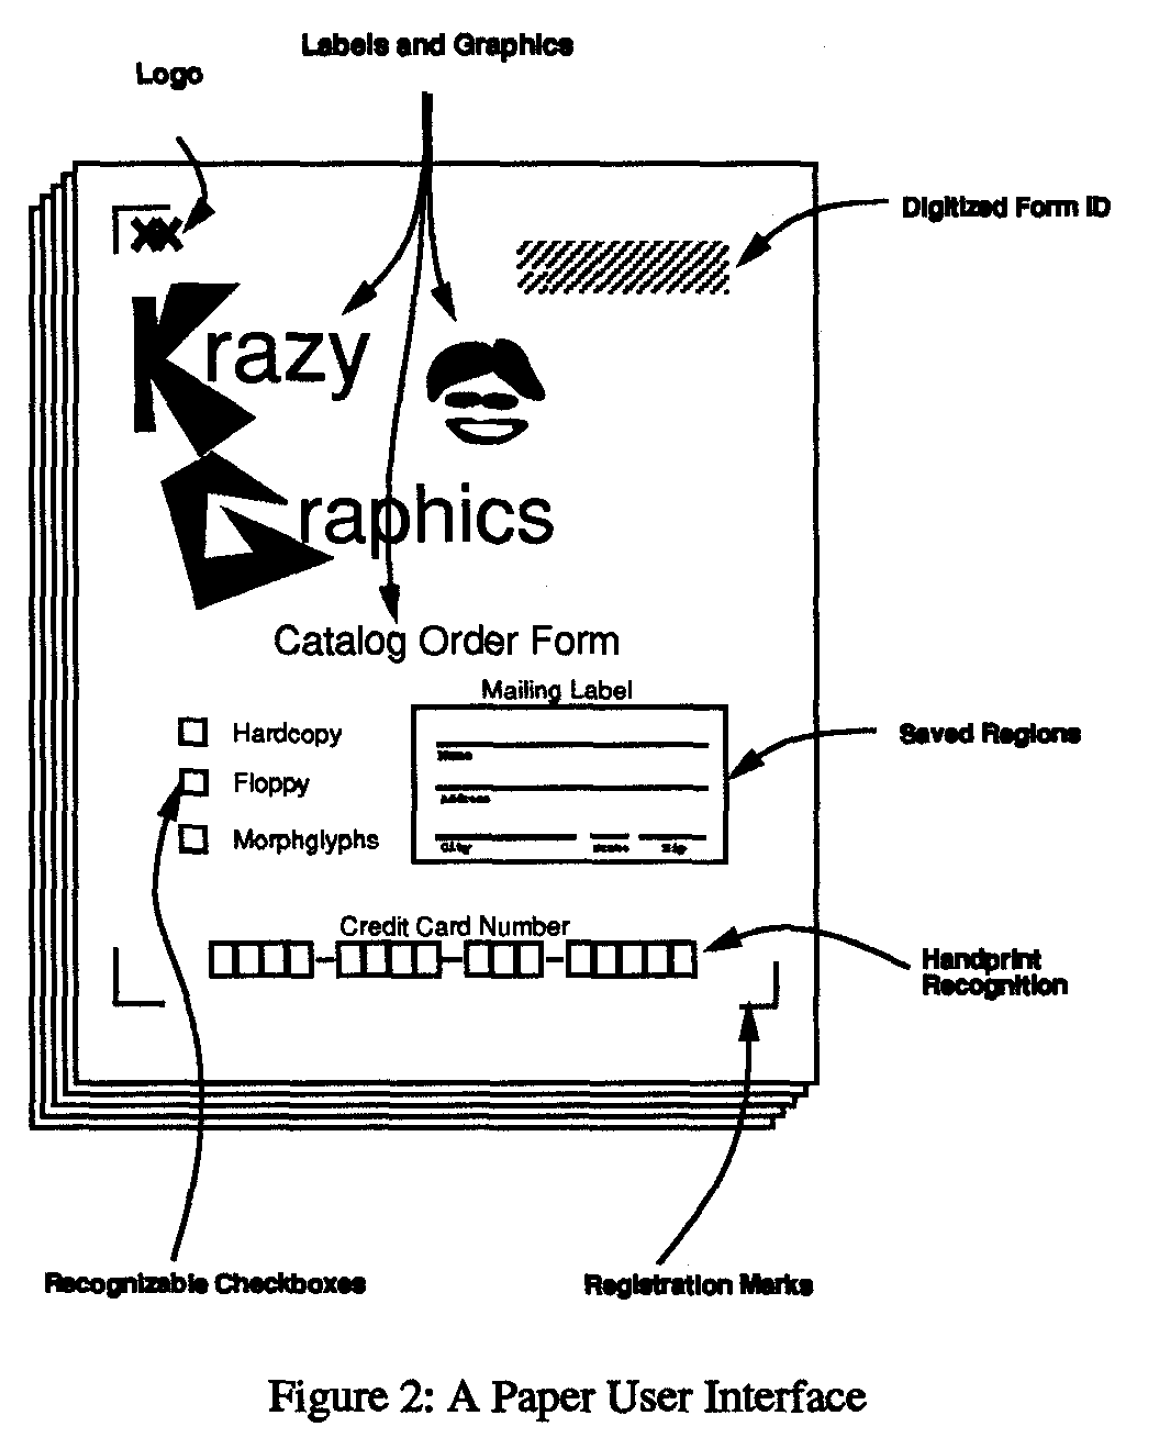 Labels and Graphics
Logo
Digitized Form ID
Krazy
Graphics
Catalog Order Form
Mailing Label
Hardcopy
Floppy
Morphglyphs
Name
Address
City State Zip
Saved Regions
Credit Card Number
Handprint
Recognition
Recognizable Checkboxes
Registration Marks
Figure 2: A Paper User Interface